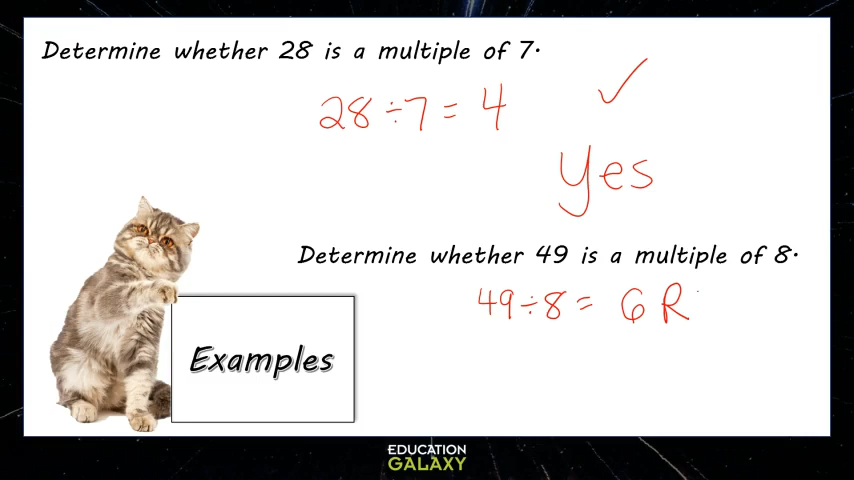 Determine whether 28 is a multiple of 7.
28 ÷ 7 = 4 ✓
Yes
Determine whether 49 is a multiple of 8.
49 ÷ 8 = 6 R
Examples
EDUCATION
GALAXY